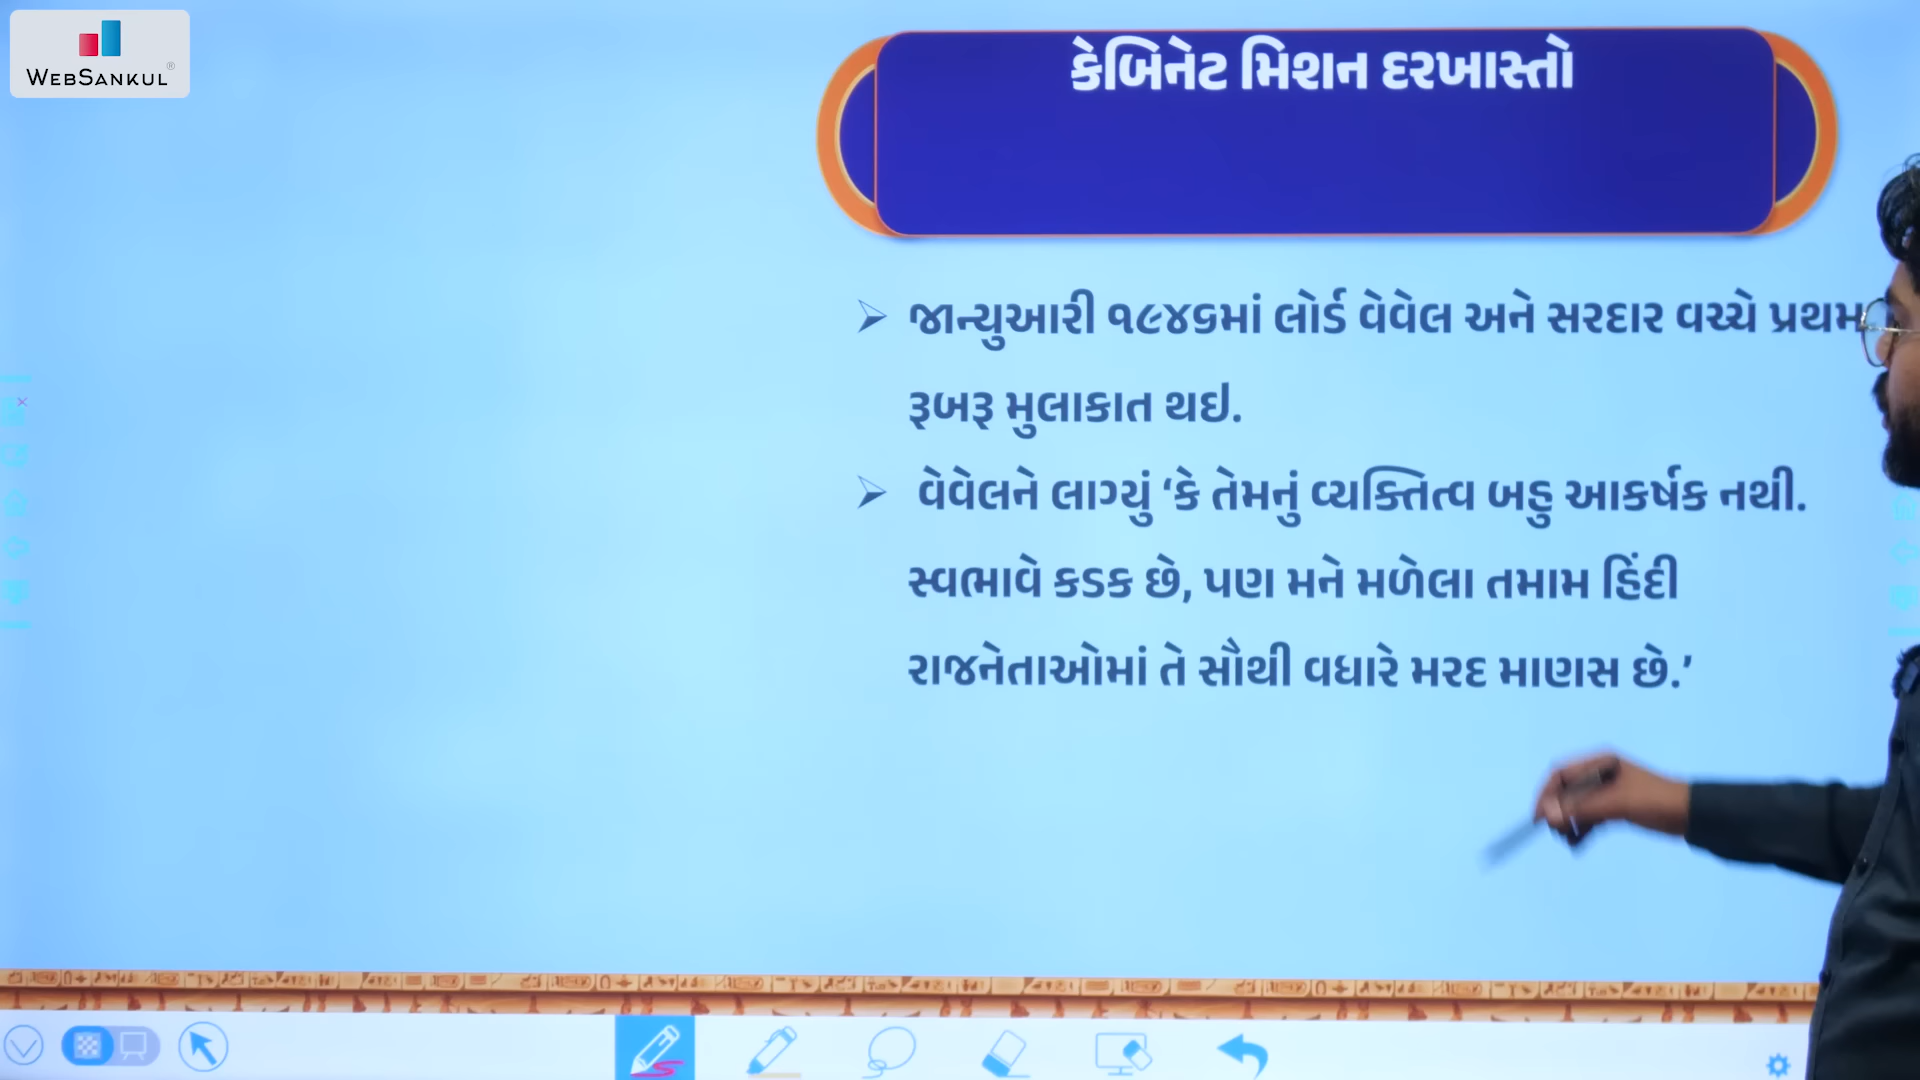 WEBSANKUL®
કેબિનેટ મિશન દરખાસ્તો
જાન્યુઆરી ૧૯૪૬માં લોર્ડ વેવેલ અને સરદાર વચ્ચે પ્રથમ
રૂબરૂ મુલાકાત થઈ.
વેવેલને લાગ્યું ‘કે તેમનું વ્યક્તિત્વ બહુ આકર્ષક નથી.
સ્વભાવે કડક છે, પણ મને મળેલા તમામ હિંદી
રાજનેતાઓમાં તે સૌથી વધારે મરદ માણસ છે.’